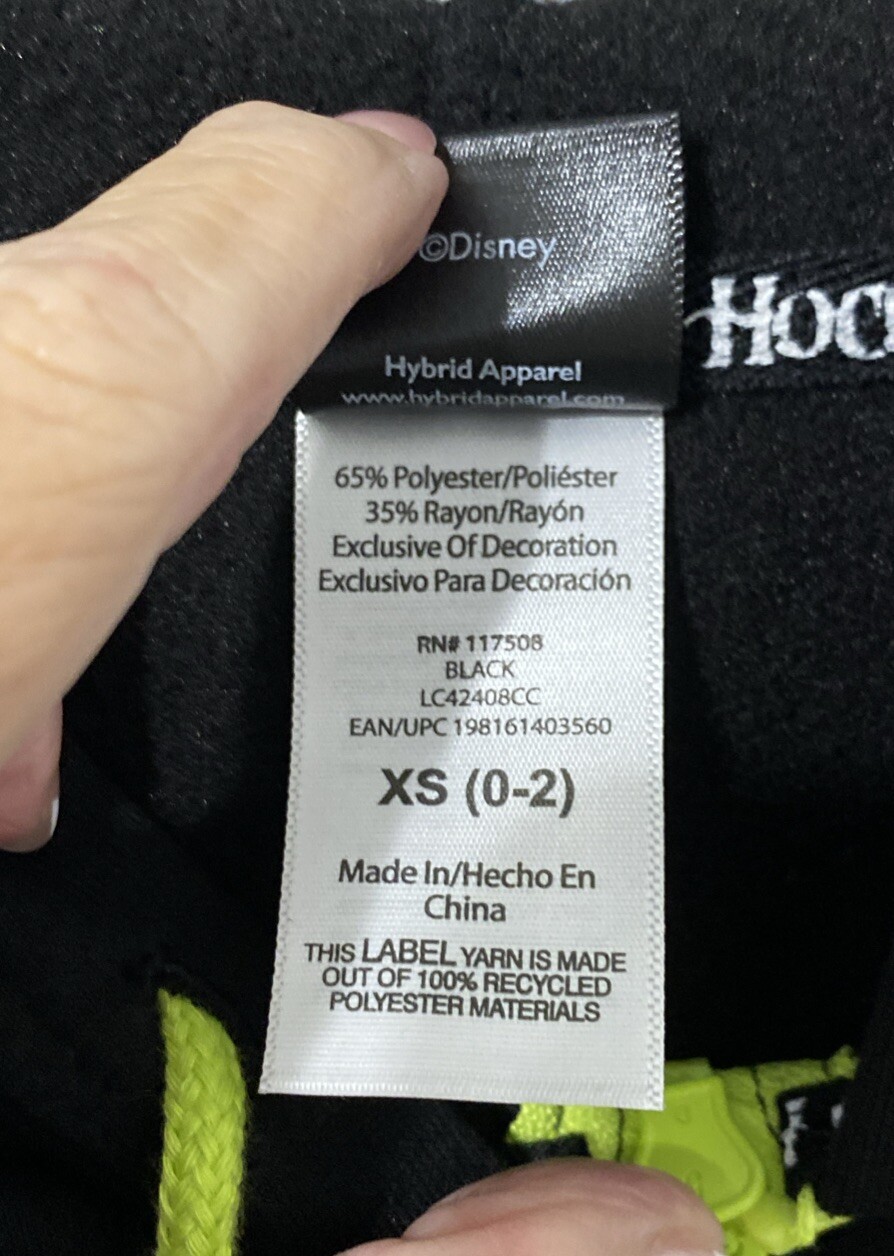 ©Disney
Hybrid Apparel
www.hybridapparel.com
65% Polyester/Poliéster
35% Rayon/Rayón
Exclusive Of Decoration
Exclusivo Para Decoración
RN# 117508
BLACK
LC42408CC
EAN/UPC 198161403560
XS (0-2)
Made In/Hecho En
China
THIS LABEL YARN IS MADE
OUT OF 100% RECYCLED
POLYESTER MATERIALS